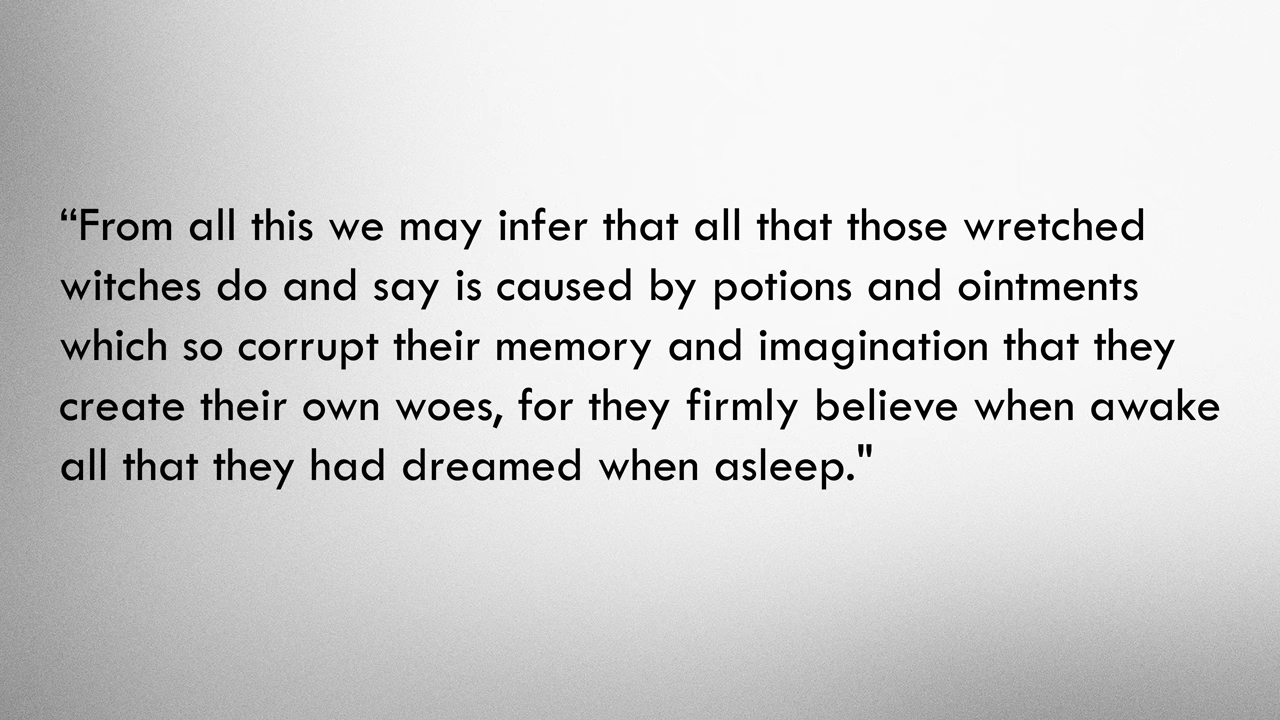 “From all this we may infer that all that those wretched
witches do and say is caused by potions and ointments
which so corrupt their memory and imagination that they
create their own woes, for they firmly believe when awake
all that they had dreamed when asleep."